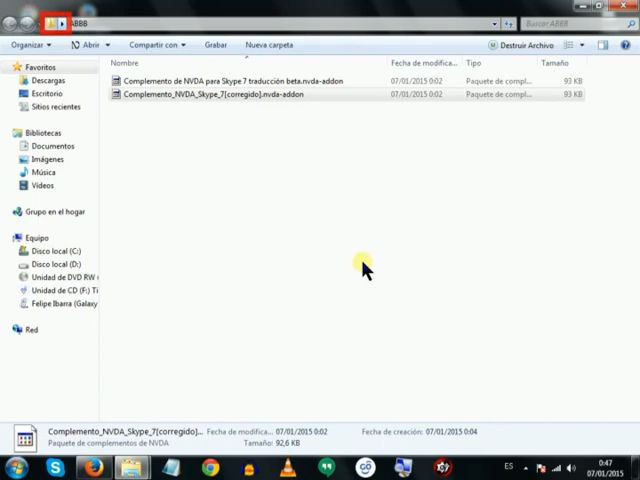 ABBB
Buscar ABBB
Organizar Abrir Compartir con Grabar Nueva carpeta Destruir Archivo
Nombre Fecha de modifica... Tipo Tamaño
Complemento de NVDA para Skype 7 traducción beta.nvda-addon 07/01/2015 0:02 Paquete de compl... 93 KB
Complemento_NVDA_Skype_7[corregido].nvda-addon 07/01/2015 0:02 Paquete de compl... 93 KB
Favoritos
Descargas
Escritorio
Sitios recientes
Bibliotecas
Documentos
Imágenes
Música
Vídeos
Grupo en el hogar
Equipo
Disco local (C:)
Disco local (D:)
Unidad de DVD RW (
Unidad de CD (F:) Ti
Felipe Ibarra (Galaxy
Red
Complemento_NVDA_Skype_7[corregido]... Fecha de modifica... 07/01/2015 0:02 Fecha de creación: 07/01/2015 0:04
Paquete de complementos de NVDA Tamaño: 92,6 KB
ES 0:47
07/01/2015